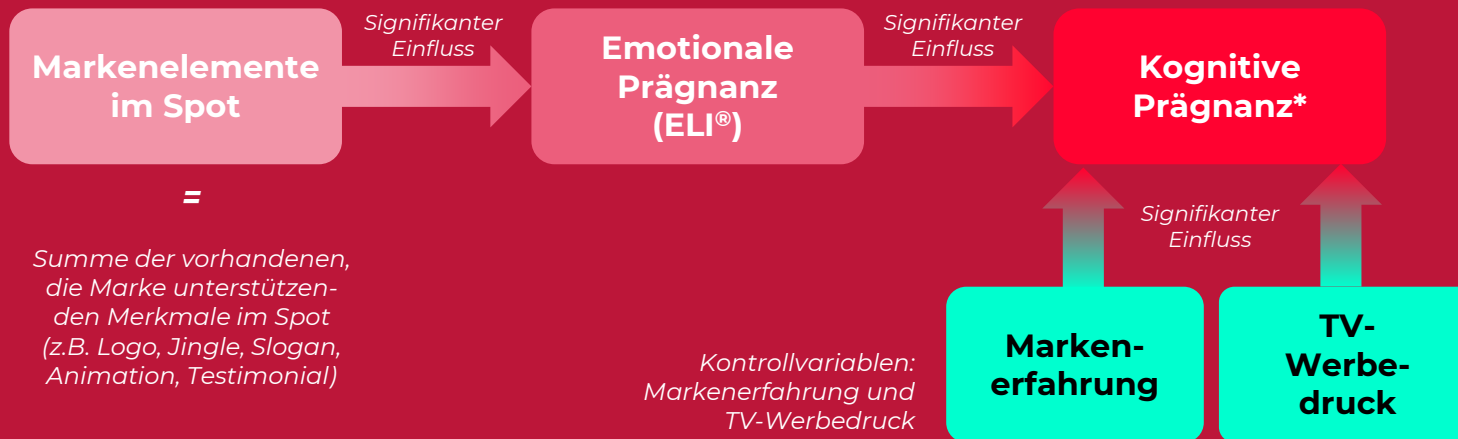 Markenelemente
im Spot
Signifikanter
Einfluss
Emotionale
Prägnanz
(ELI®)
Signifikanter
Einfluss
Kognitive
Prägnanz*
=
Summe der vorhandenen,
die Marke unterstützen-
den Merkmale im Spot
(z.B. Logo, Jingle, Slogan,
Animation, Testimonial)
Signifikanter
Einfluss
Kontrollvariablen:
Markenerfahrung und
TV-Werbedruck
Marken-
erfahrung
TV-
Werbe-
druck